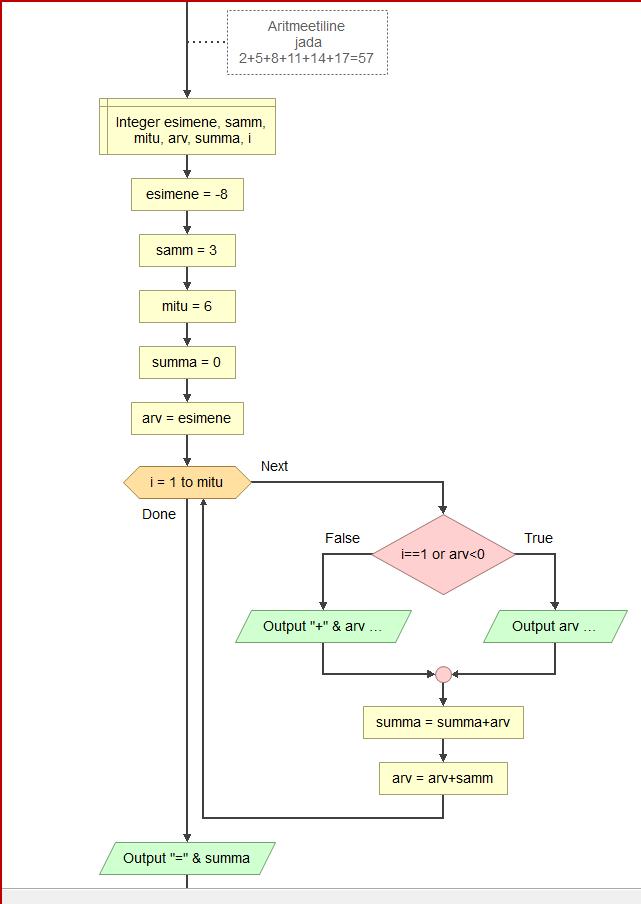 Aritmeetiline
jada
2+5+8+11+14+17=57
Integer esimene, samm,
mitu, arv, summa, i
esimene = -8
samm = 3
mitu = 6
summa = 0
arv = esimene
i = 1 to mitu
Next
Done
i==1 or arv<0
False
True
Output "+" & arv ...
Output arv ...
summa = summa+arv
arv = arv+samm
Output "=" & summa